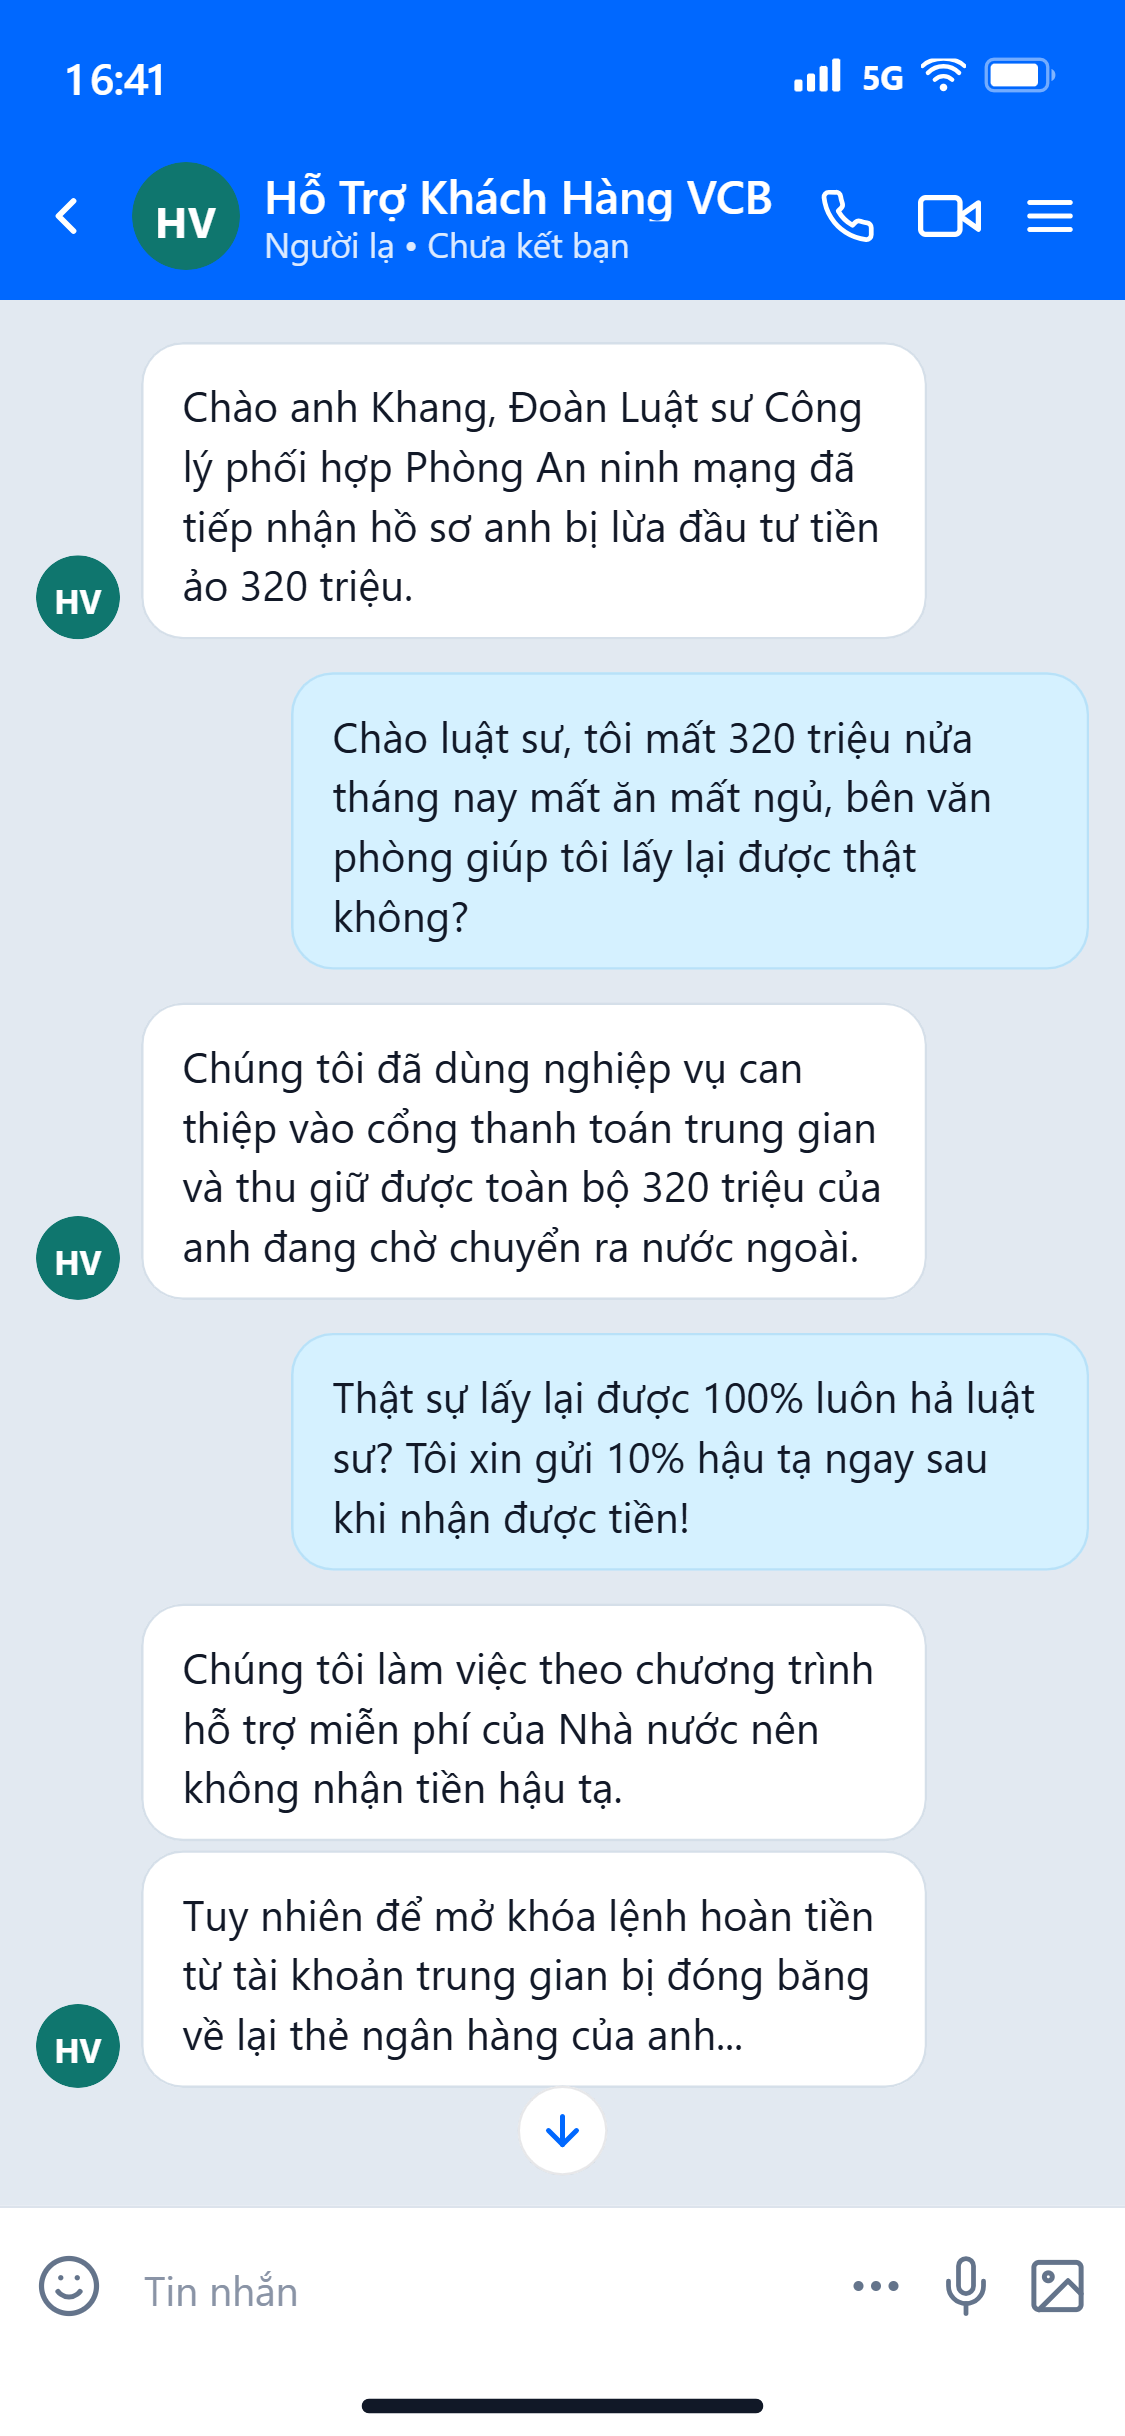 16:41
5G
HV
Hỗ Trợ Khách Hàng VCB
Người lạ • Chưa kết bạn
Chào anh Khang, Đoàn Luật sư Công
lý phối hợp Phòng An ninh mạng đã
tiếp nhận hồ sơ anh bị lừa đầu tư tiền
ảo 320 triệu.
HV
Chào luật sư, tôi mất 320 triệu nửa
tháng nay mất ăn mất ngủ, bên văn
phòng giúp tôi lấy lại được thật
không?
Chúng tôi đã dùng nghiệp vụ can
thiệp vào cổng thanh toán trung gian
và thu giữ được toàn bộ 320 triệu của
anh đang chờ chuyển ra nước ngoài.
HV
Thật sự lấy lại được 100% luôn hả luật
sư? Tôi xin gửi 10% hậu tạ ngay sau
khi nhận được tiền!
Chúng tôi làm việc theo chương trình
hỗ trợ miễn phí của Nhà nước nên
không nhận tiền hậu tạ.
Tuy nhiên để mở khóa lệnh hoàn tiền
từ tài khoản trung gian bị đóng băng
về lại thẻ ngân hàng của anh...
HV
Tin nhắn